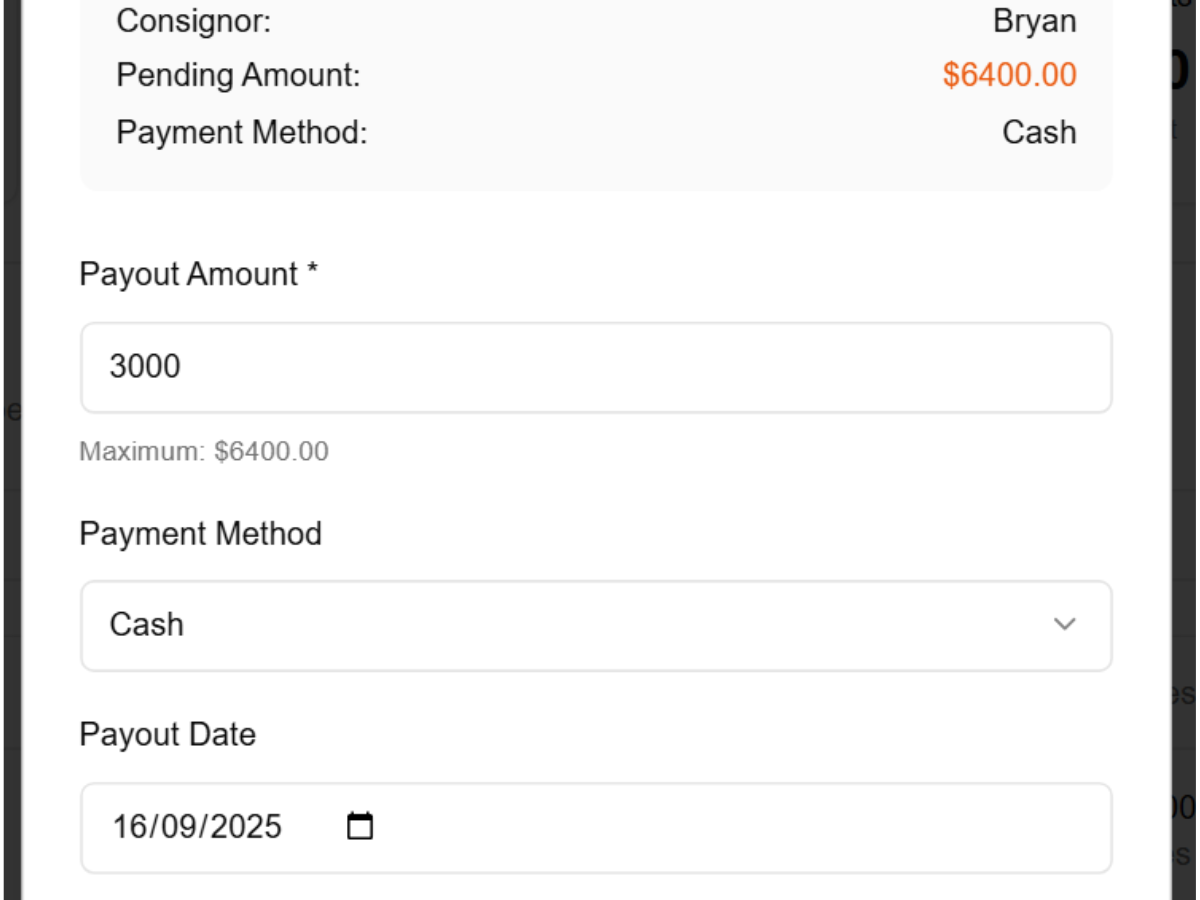 Consignor: Bryan
Pending Amount: $6400.00
Payment Method: Cash
Payout Amount *
3000
Maximum: $6400.00
Payment Method
Cash
Payout Date
16/09/2025